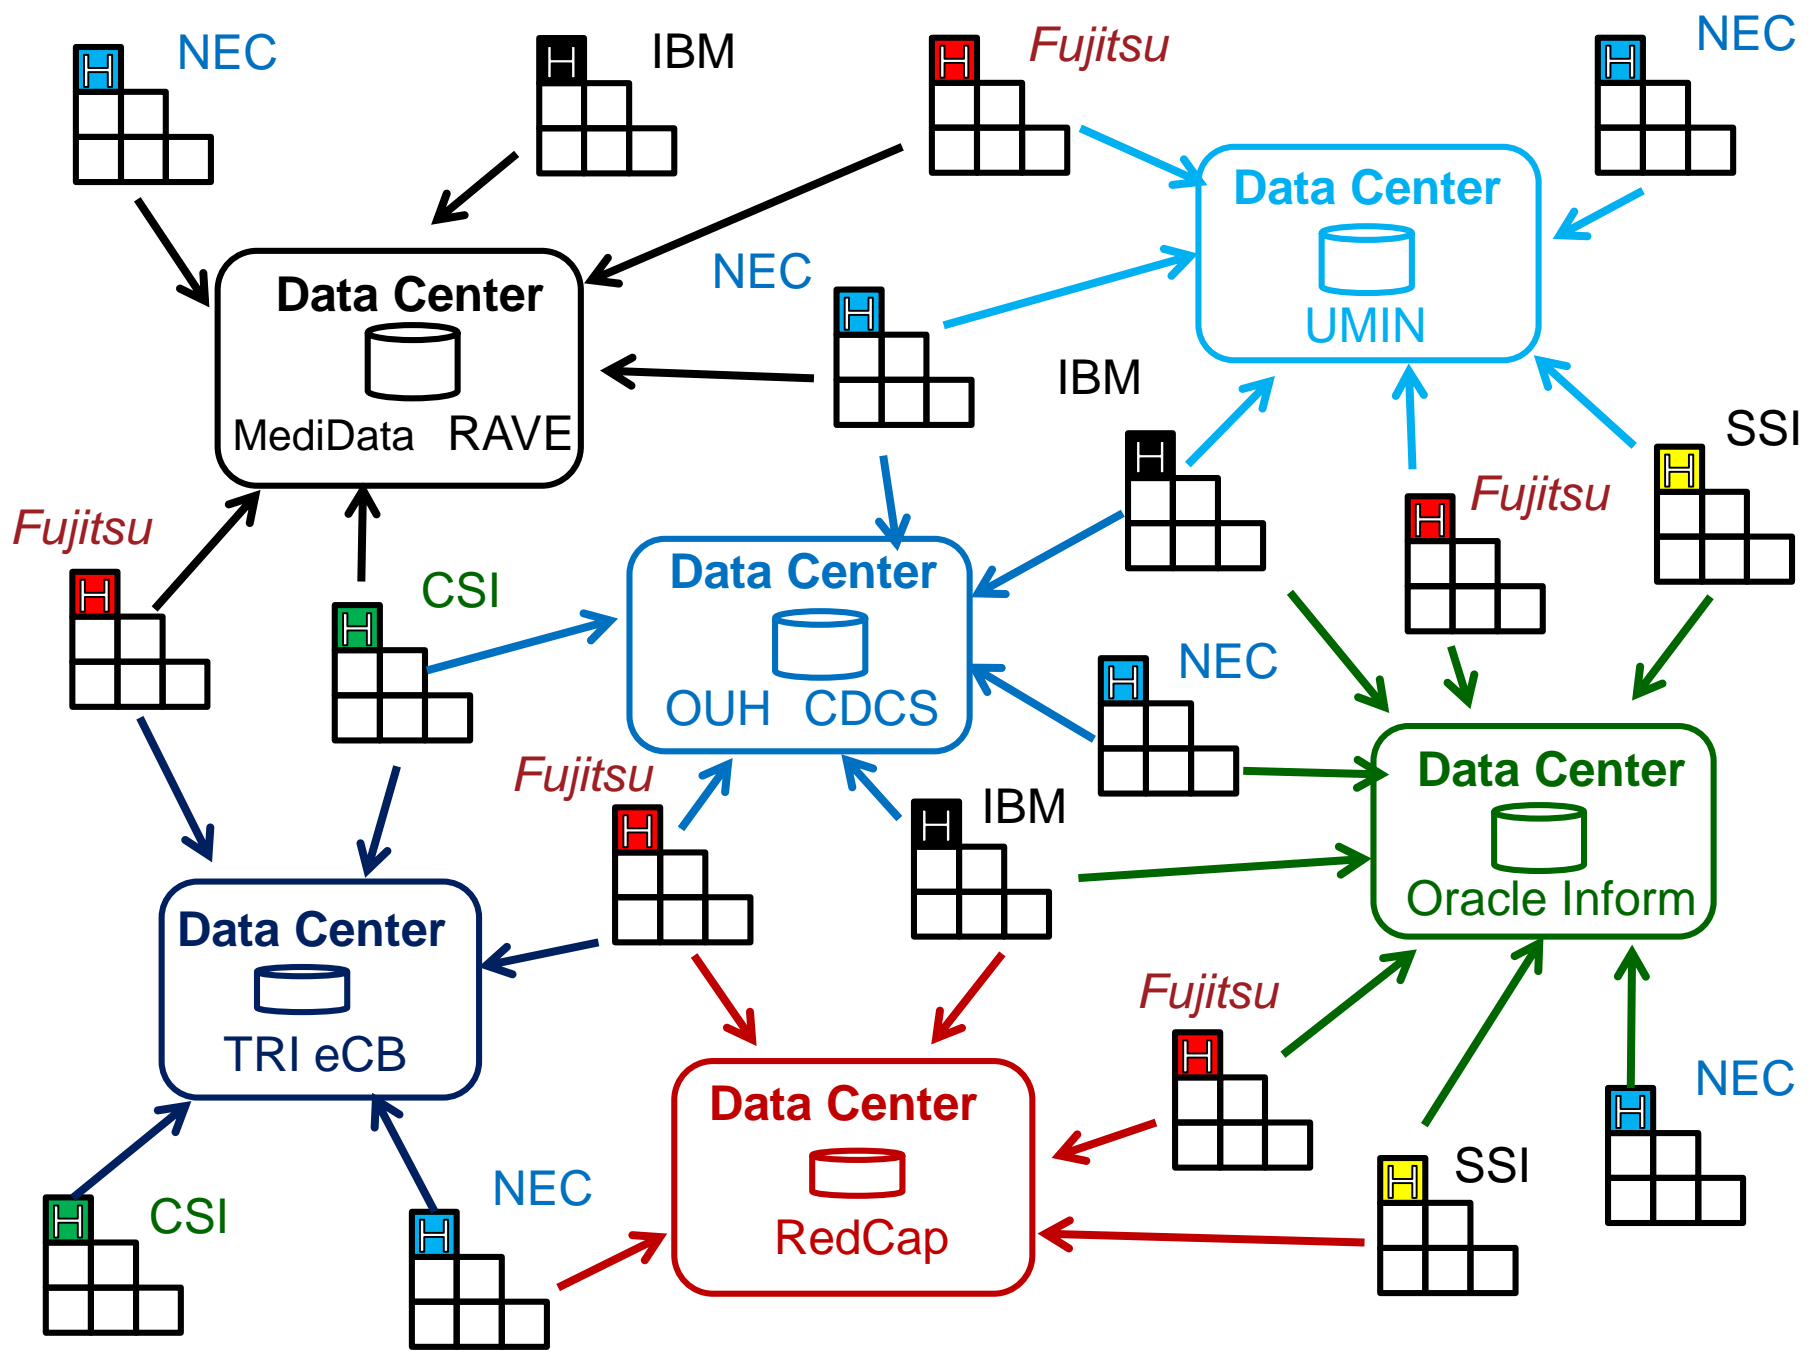 NEC
H
IBM
H
Fujitsu
H
NEC
H
Data Center
UMIN
Data Center
MediData RAVE
NEC
H
IBM
H
SSI
H
Fujitsu
H
Fujitsu
H
CSI
H
Data Center
OUH CDCS
NEC
H
Data Center
Oracle Inform
Fujitsu
H
IBM
H
Data Center
TRI eCB
Fujitsu
H
Data Center
RedCap
NEC
H
SSI
H
CSI
H
NEC
H